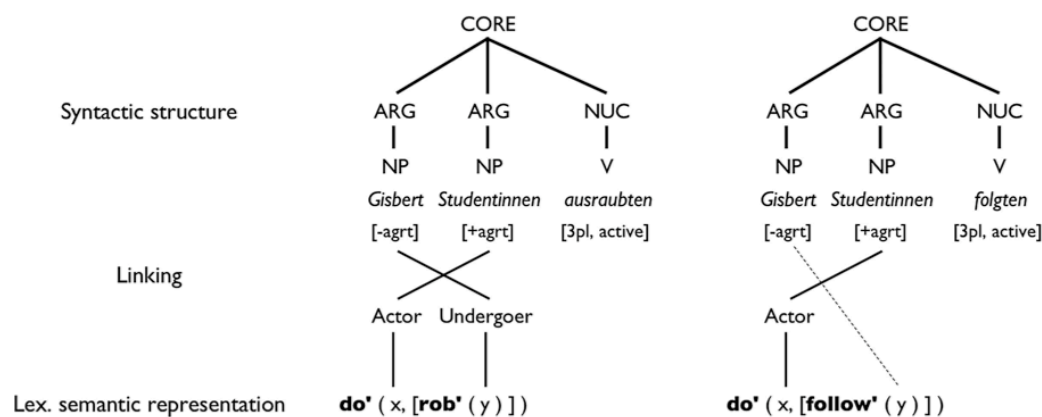 CORE CORE
Syntactic structure ARG ARG NUC ARG ARG NUC
NP NP V NP NP V
Gisbert Studentinnen ausraubten Gisbert Studentinnen folgten
[-agrt] [+agrt] [3pl, active] [-agrt] [+agrt] [3pl, active]
Linking
Actor Undergoer Actor
Lex. semantic representation do' ( x, [rob' ( y ) ] ) do' ( x, [follow' ( y ) ] )